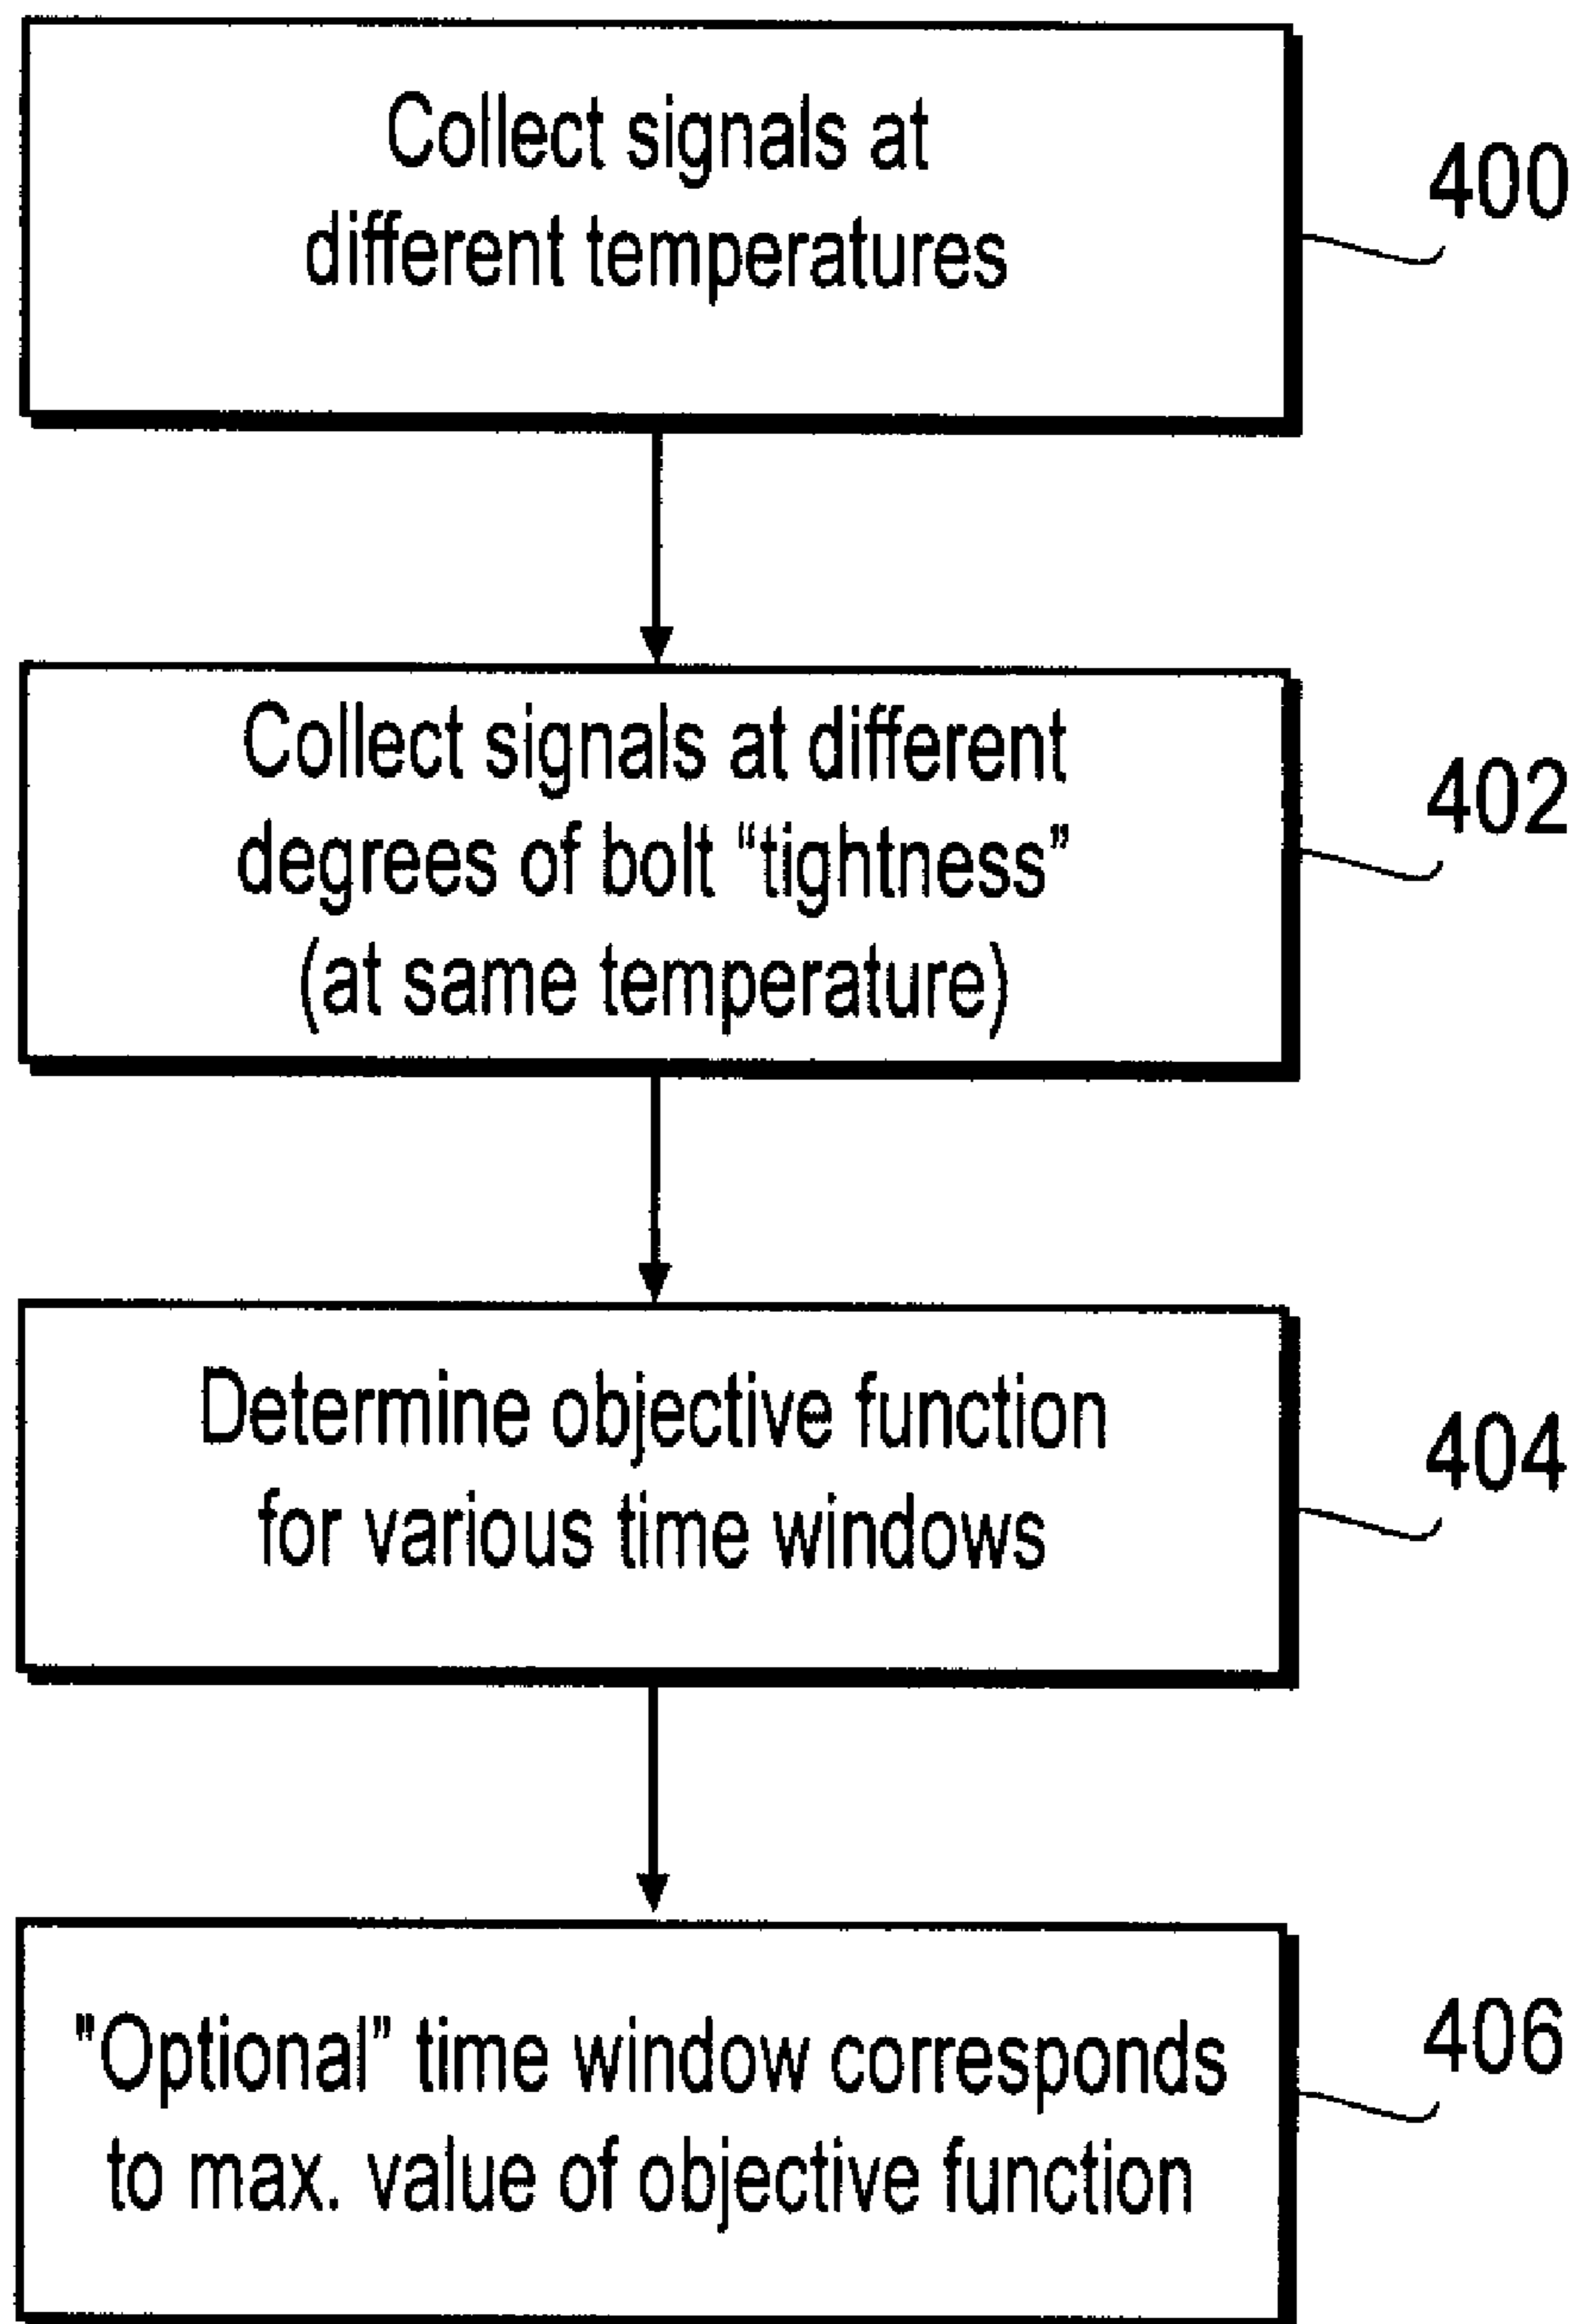 Collect signals at
different temperatures
400
Collect signals at different
degrees of bolt “tightness”
(at same temperature)
402
Determine objective function
for various time windows
404
"Optional” time window corresponds
to max. value of objective function
406